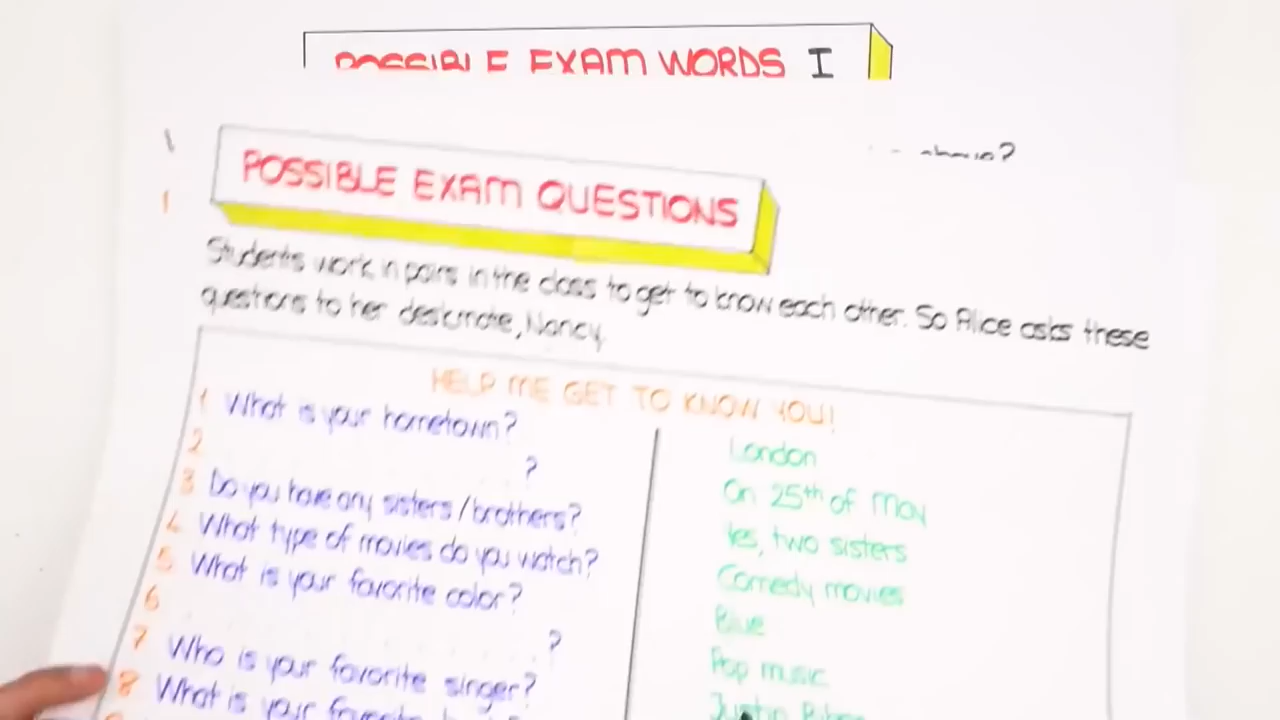 POSSIBLE EXAM WORDS I
?
POSSIBLE EXAM QUESTIONS
Students work in pairs in the class to get to know each other. So Alice asks these
questions to her deskmate, Nancy.
HELP ME GET TO KNOW YOU!
1 What is your hometown?
London
2 ?
On 25th of May
3 Do you have any sisters/brothers?
Yes, two sisters
4 What type of movies do you watch?
Comedy movies
5 What is your favorite color?
Blue
6 ?
Pop music
7 Who is your favorite singer?
Justin
8 What is your